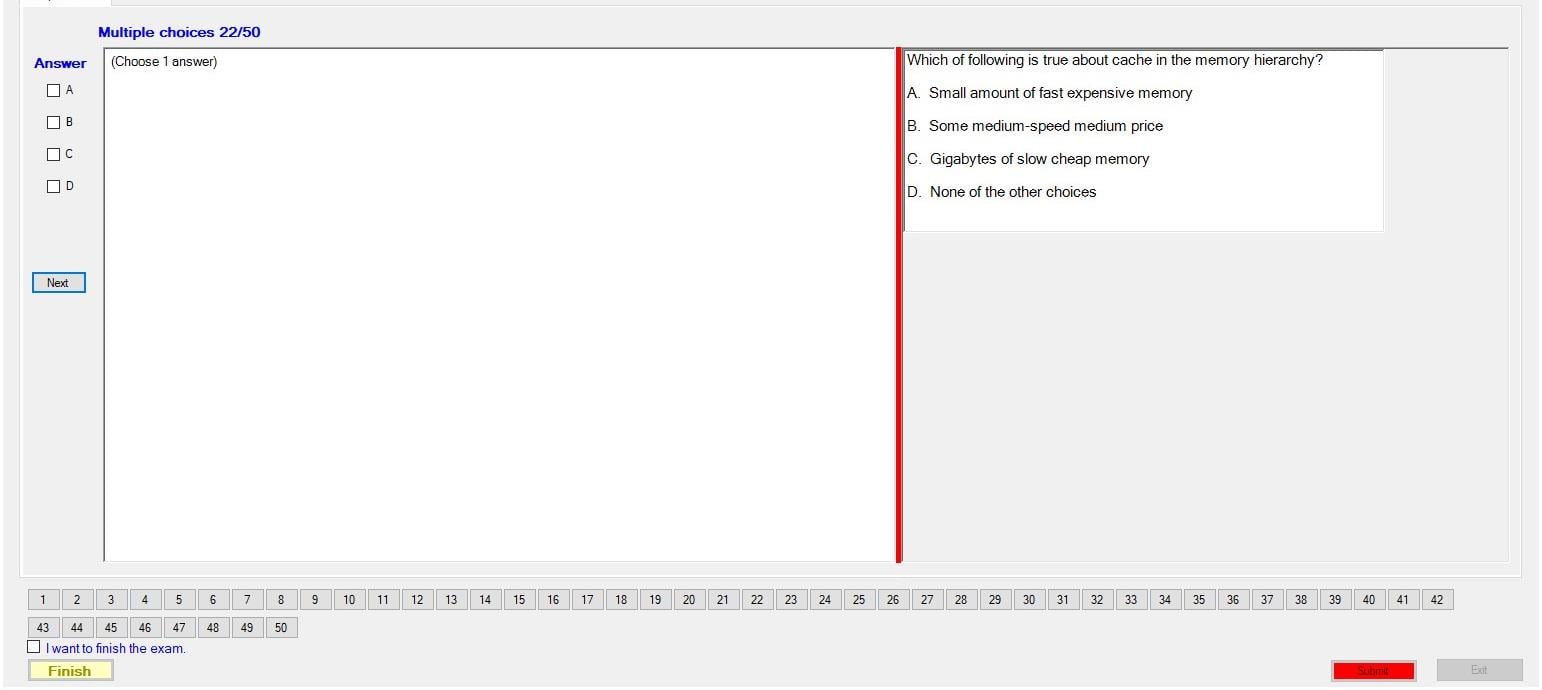 Multiple choices 22/50
Answer
(Choose 1 answer)
A
B
C
D
Next
Which of following is true about cache in the memory hierarchy?
A. Small amount of fast expensive memory
B. Some medium-speed medium price
C. Gigabytes of slow cheap memory
D. None of the other choices
1 2 3 4 5 6 7 8 9 10 11 12 13 14 15 16 17 18 19 20 21 22 23 24 25 26 27 28 29 30 31 32 33 34 35 36 37 38 39 40 41 42
43 44 45 46 47 48 49 50
I want to finish the exam.
Finish
Submit
Exit